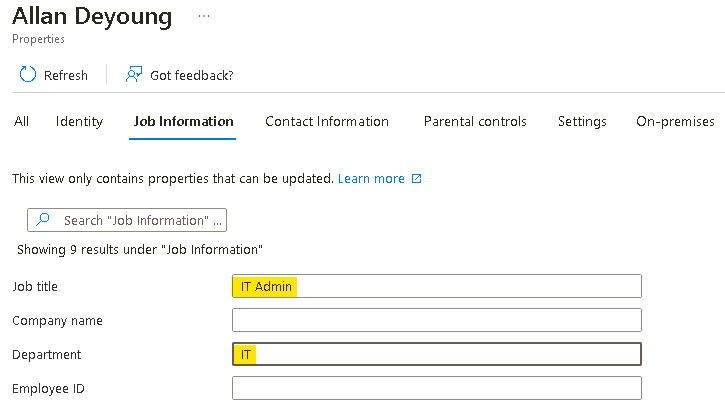 Allan Deyoung ...
Properties
Refresh Got feedback?
All Identity Job Information Contact Information Parental controls Settings On-premises
This view only contains properties that can be updated. Learn more
Search "Job Information" ...
Showing 9 results under "Job Information"
Job title IT Admin
Company name
Department IT
Employee ID